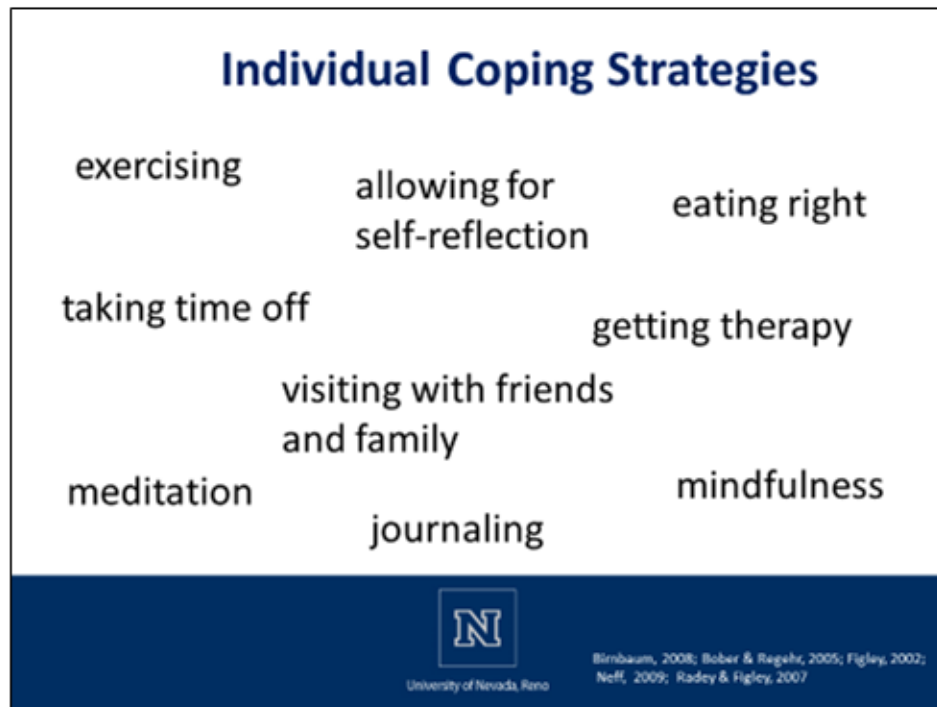 Individual Coping Strategies
exercising
allowing for
self-reflection
eating right
taking time off
getting therapy
visiting with friends
and family
meditation
mindfulness
journaling
N
University of Nevada, Reno
Birnbaum, 2008; Bober & Regehr, 2005; Figley, 2002;
Neff, 2009; Radey & Figley, 2007